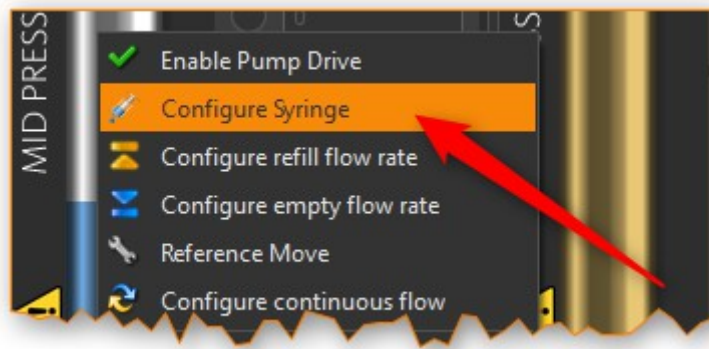 MID PRESS
Enable Pump Drive
Configure Syringe
Configure refill flow rate
Configure empty flow rate
Reference Move
Configure continuous flow